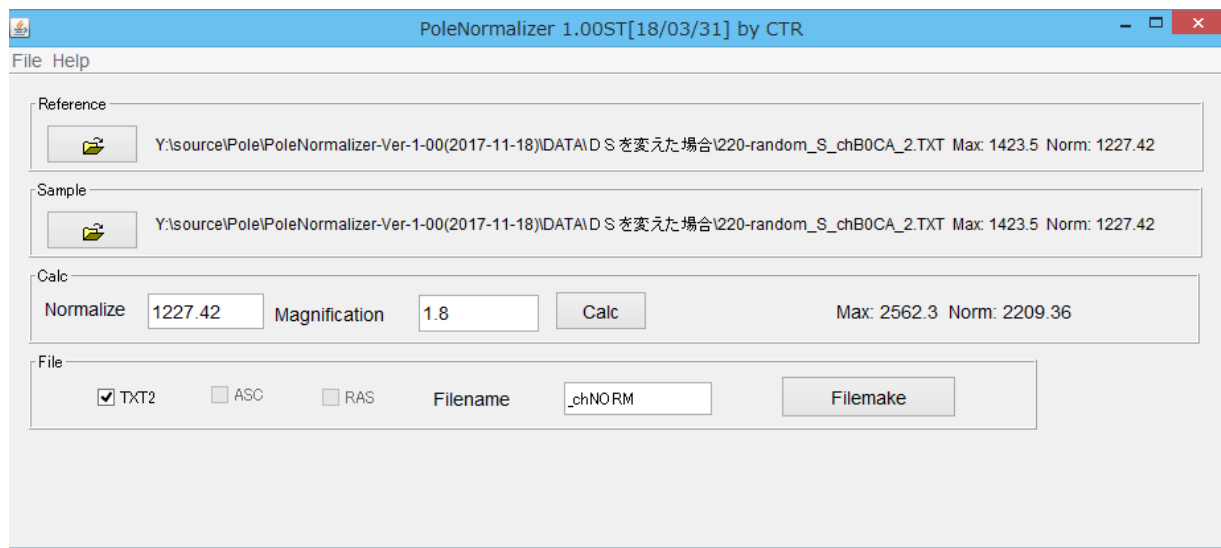 PoleNormalizer 1.00ST[18/03/31] by CTR
File Help
Reference
Y:\source\Pole\PoleNormalizer-Ver-1-00(2017-11-18)\DATA\ＤＳを変えた場合\220-random_S_chB0CA_2.TXT Max: 1423.5 Norm: 1227.42
Sample
Y:\source\Pole\PoleNormalizer-Ver-1-00(2017-11-18)\DATA\ＤＳを変えた場合\220-random_S_chB0CA_2.TXT Max: 1423.5 Norm: 1227.42
Calc
Normalize 1227.42 Magnification 1.8 Calc Max: 2562.3 Norm: 2209.36
File
TXT2 ASC RAS Filename _chNORM Filemake